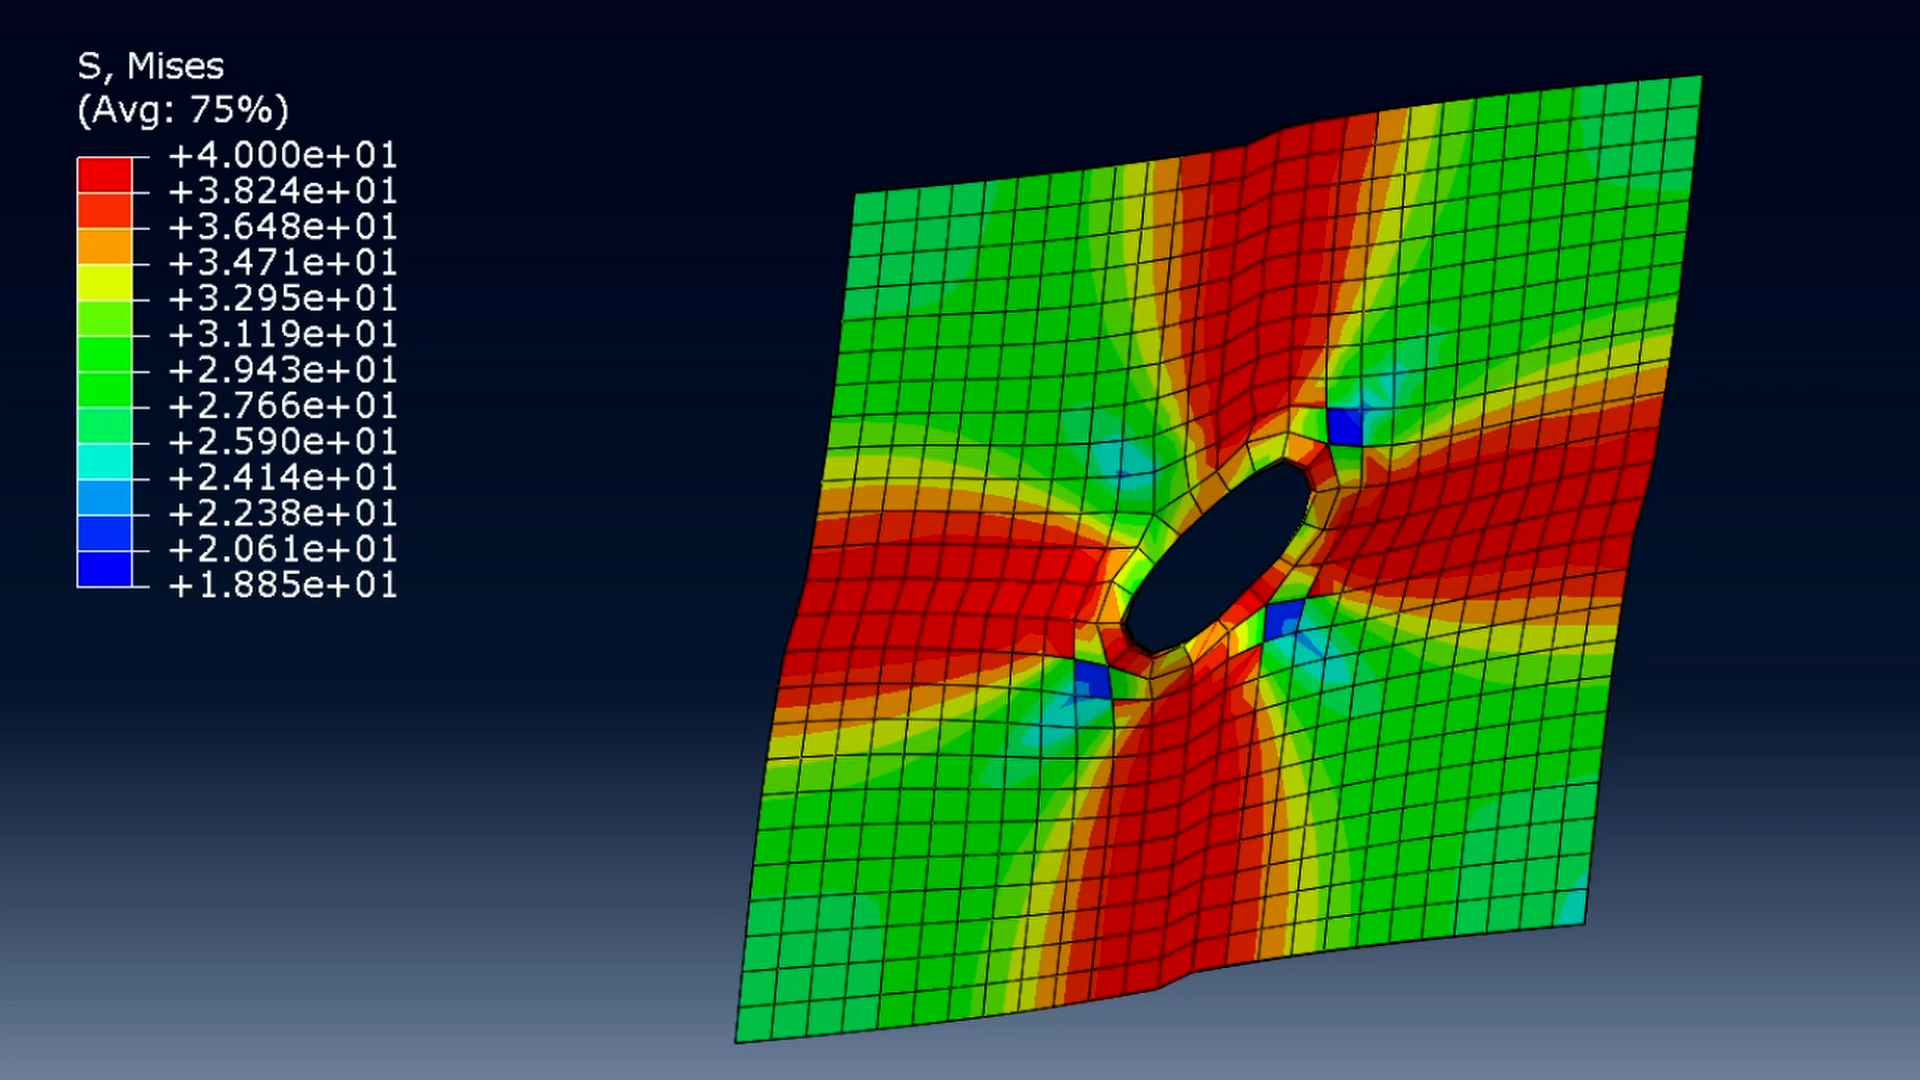 S, Mises
(Avg: 75%)
+4.000e+01
+3.824e+01
+3.648e+01
+3.471e+01
+3.295e+01
+3.119e+01
+2.943e+01
+2.766e+01
+2.590e+01
+2.414e+01
+2.238e+01
+2.061e+01
+1.885e+01